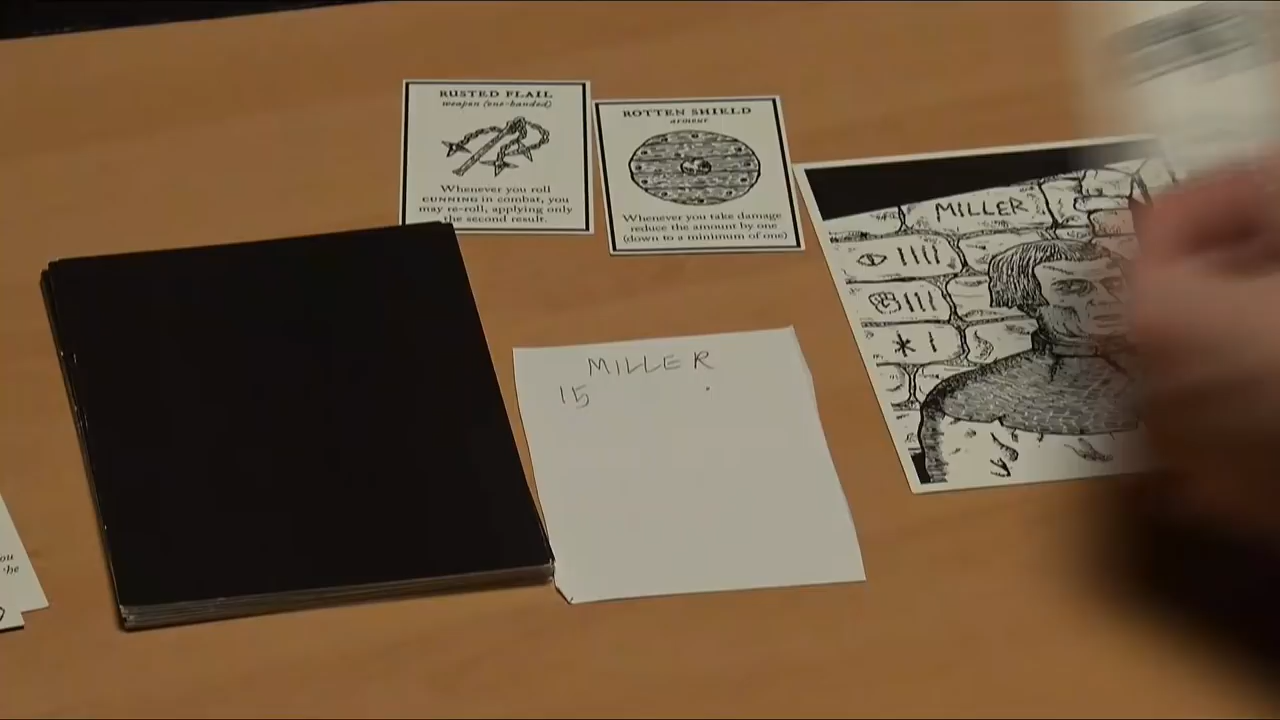 RUSTED FLAIL
weapon (one-handed)
Whenever you roll
CUNNING in combat, you
may re-roll, applying only
the second result.
ROTTEN SHIELD
armour
Whenever you take damage
reduce the amount by one
(down to a minimum of one)
MILLER
MILLER
15
ou
he